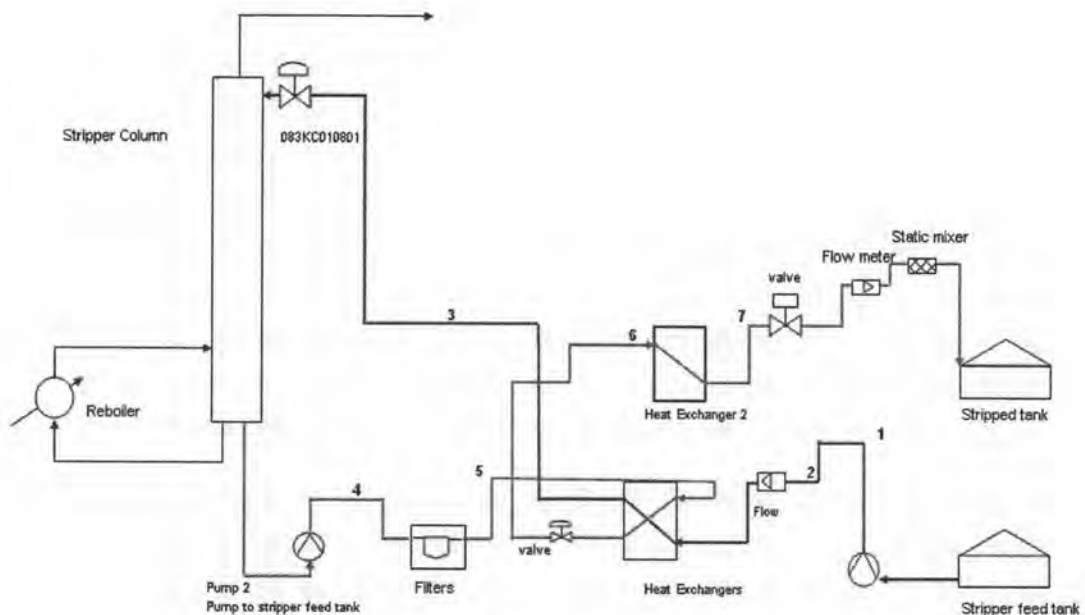 Stripper Column
083KC010801
Static mixer
Flow meter
valve
3
6
7
Reboiler
Heat Exchanger 2
Stripped tank
1
5
2
4
Flow
valve
Pump 2
Filters
Heat Exchangers
Stripper feed tank
Pump to stripper feed tank